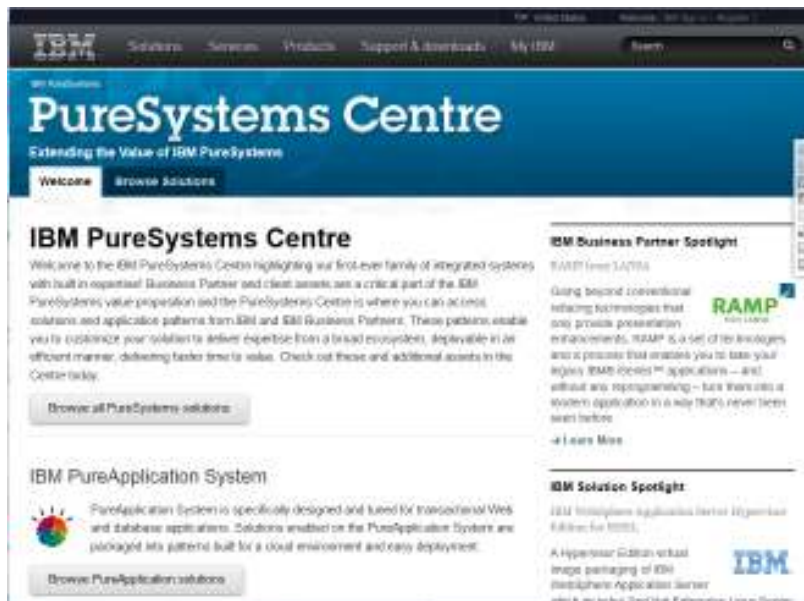 IBM
Solutions Services Products Support & downloads My IBM Search
PureSystems Centre
Extending the Value of IBM PureSystems
Welcome Browse Solutions
IBM PureSystems Centre
Welcome to the IBM PureSystems Centre highlighting our first-ever family of integrated systems
with built in expertise! Business Partner and client assets are a critical part of the IBM
PureSystems value proposition and the PureSystems Centre is where you can access
solutions and application patterns from IBM and IBM Business Partners. These patterns enable
you to customize your solution to deliver expertise from a broad ecosystem, deployable in an
efficient manner, delivering faster time to value. Check out these and additional assets in the
Centre today.
Browse all PureSystems solutions
IBM PureApplication System
PureApplication System is specifically designed and tuned for transactional Web
and database applications. Solutions enabled on the PureApplication System are
packaged into patterns built for a cloud environment and easy deployment.
Browse PureApplication solutions
IBM Business Partner Spotlight
RAMP from
Going beyond conventional
refacing technologies that
only provide presentation
enhancements, RAMP is a set of technologies
and a process that enables you to take your
legacy IBM® iSeries™ applications – and
without any reprogramming – turn them into a
modern application in a way that's never been
seen before.
RAMP
Learn More
IBM Solution Spotlight
IBM WebSphere Application Server Hypervisor
Edition for
A Hypervisor Edition virtual
image packaging of IBM
WebSphere Application Server
IBM